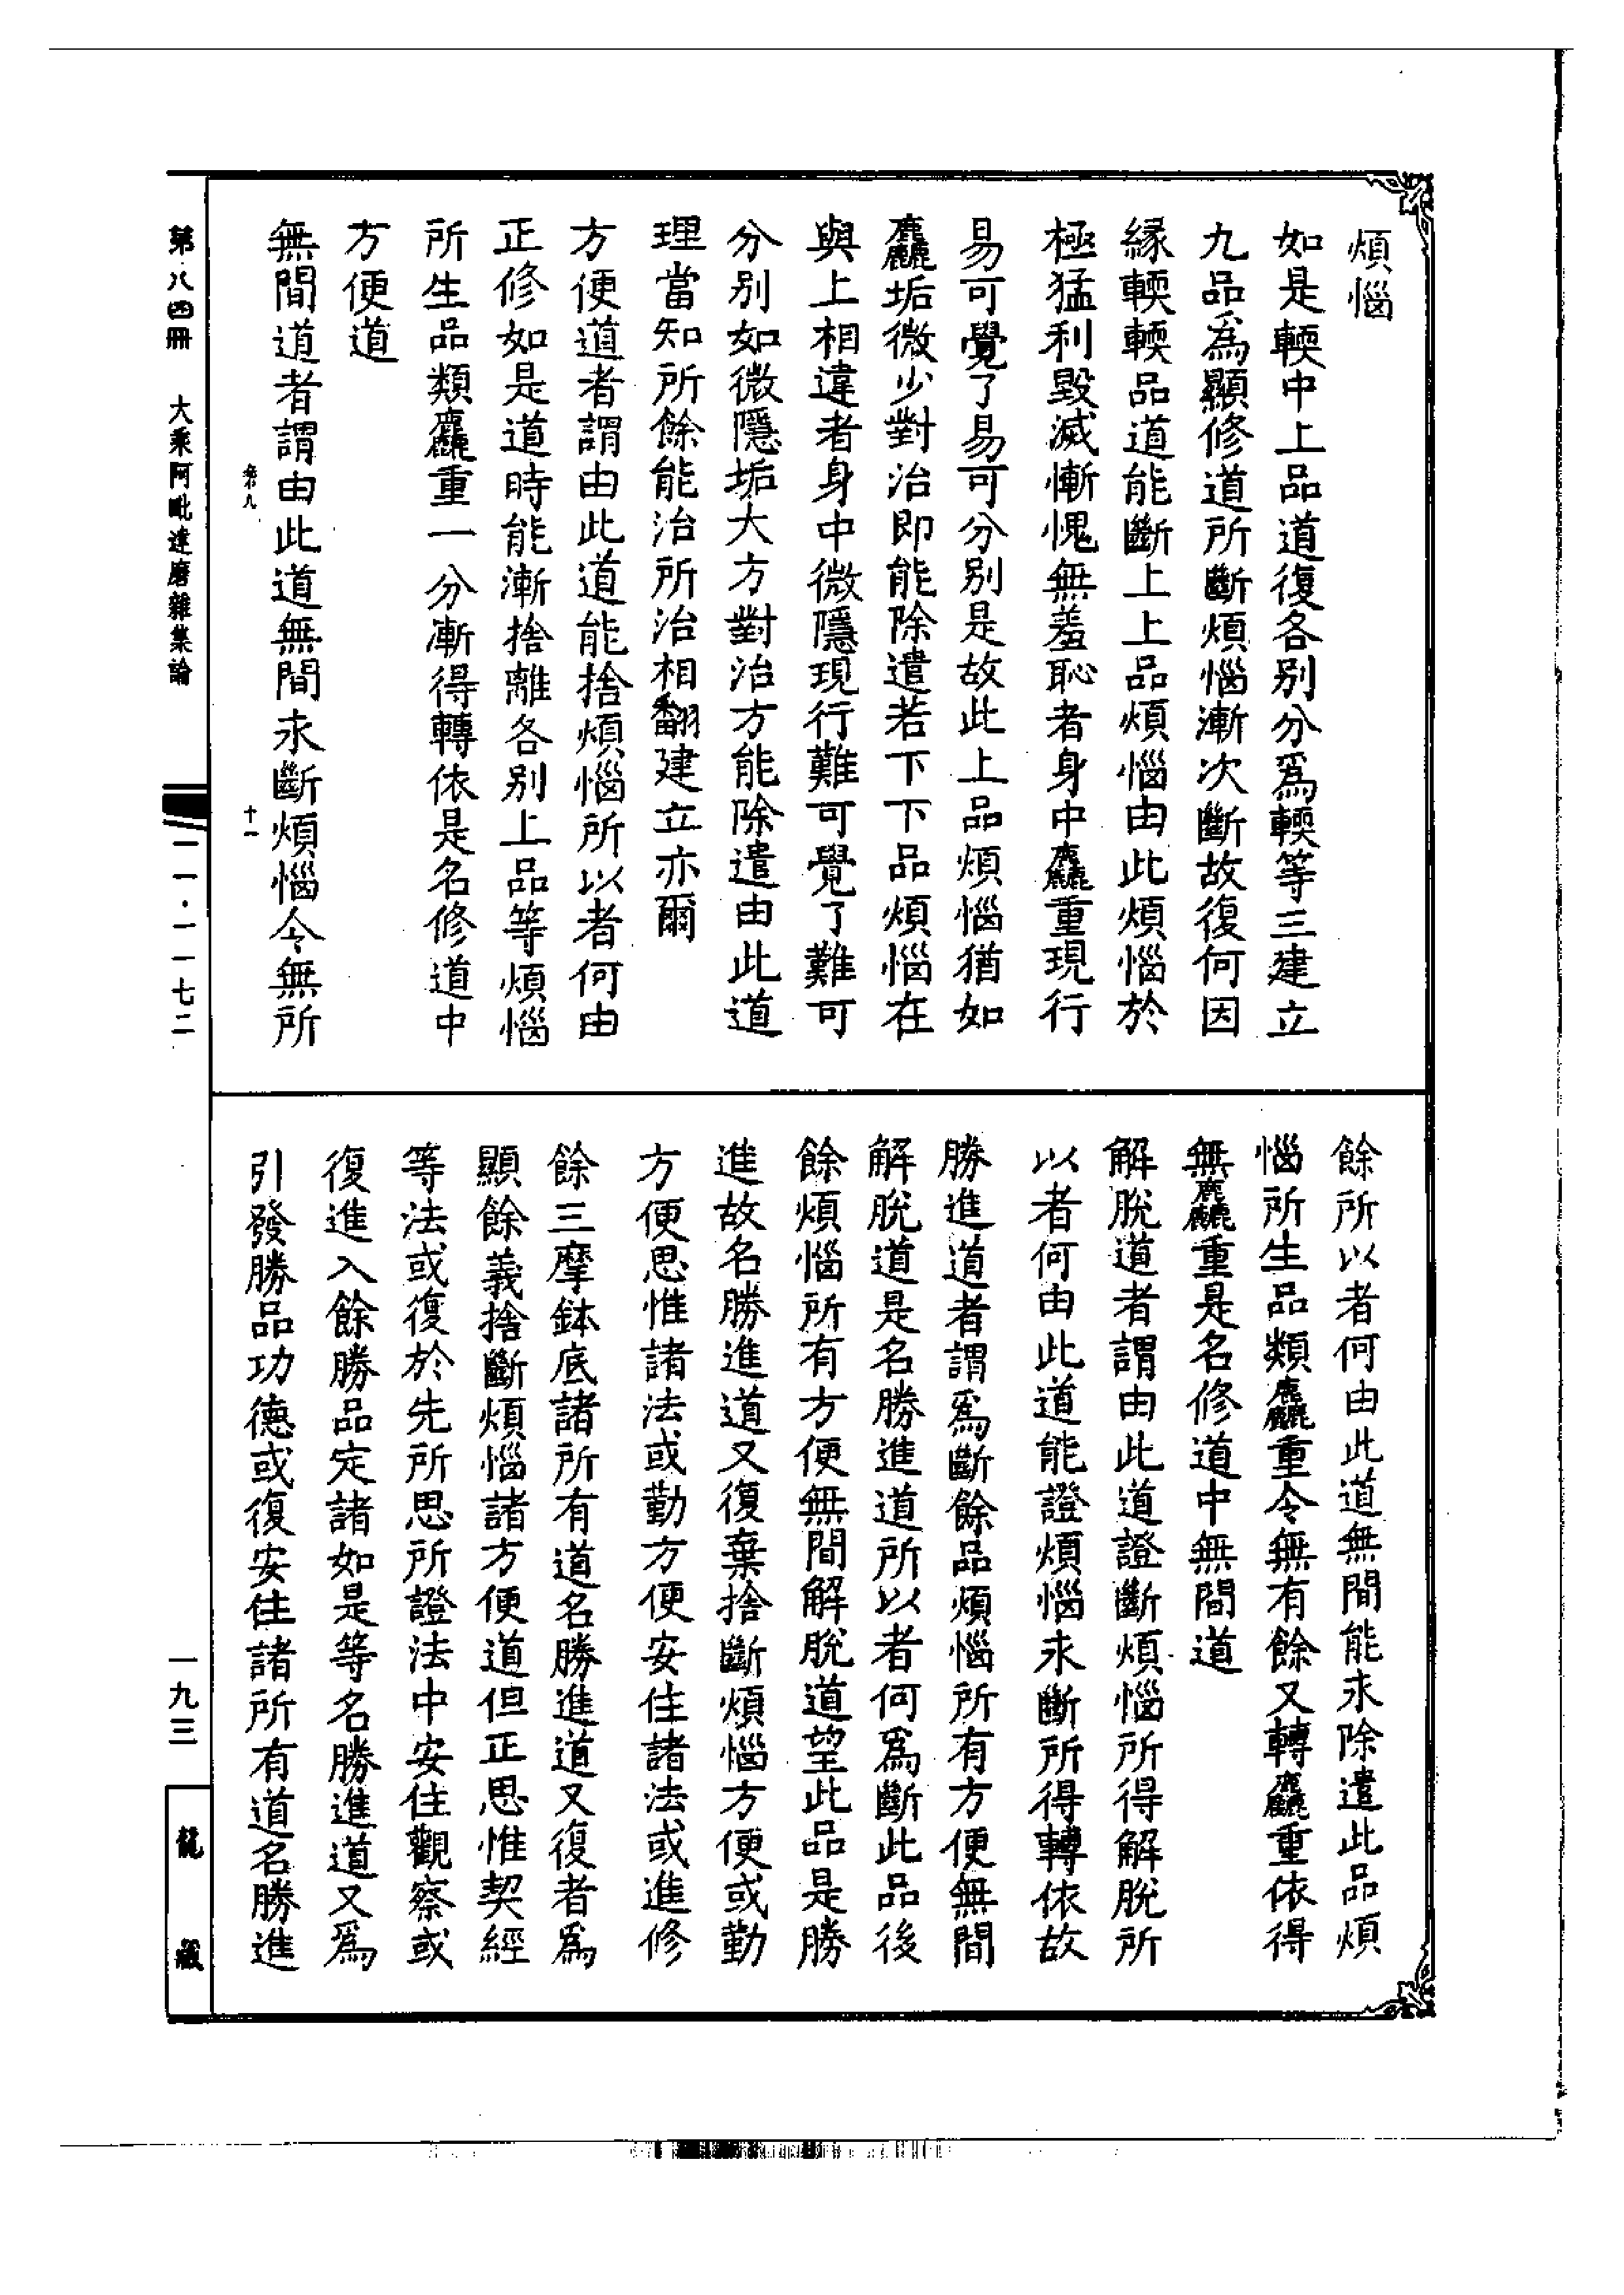 煩惱
如是輭中上品道復各别分爲輭等三建立
九品爲顯修道所斷煩惱漸次斷故復何因
縁輭輭品道能斷上上品煩惱由此煩惱於
極猛利毀滅慚愧無羞恥者身中麤重現行
易可覺了易可分别是故此上品煩惱猶如
麤垢微少對治即能除遣若下下品煩惱在
與上相違者身中微隱現行難可覺了難可
分别如微隱垢大方對治方能除遣由此道
理當知所餘能治所治相翻建立亦爾
方便道者謂由此道能捨煩惱所以者何由
正修如是道時能漸捨離各别上品等煩惱
所生品類麤重一分漸得轉依是名修道中
方便道
無間道者謂由此道無間永斷煩惱令無所
餘所以者何由此道無間能永除遣此品煩
惱所生品類麤重令無有餘又轉麤重依得
無麤重是名修道中無間道
解脫道者謂由此道證斷煩惱所得解脫所
以者何由此道能證煩惱永斷所得轉依故
勝進道者謂爲斷餘品煩惱所有方便無間
解脫道是名勝進道所以者何爲斷此品後
餘煩惱所有方便無間解脫道望此品是勝
進故名勝進道又復棄捨斷煩惱方便或勤
方便思惟諸法或勤方便安住諸法或進修
餘三摩鉢底諸所有道名勝進道又復者爲
顯餘義捨斷煩惱諸方便道但正思惟契經
等法或復於先所思所證法中安住觀察或
復進入餘勝品定諸如是等名勝進道又爲
引發勝品功德或復安住諸所有道名勝進
第八四冊 大乘阿毗達磨雜集論
卷九 十一
一一·一一七二
一九三
龍藏